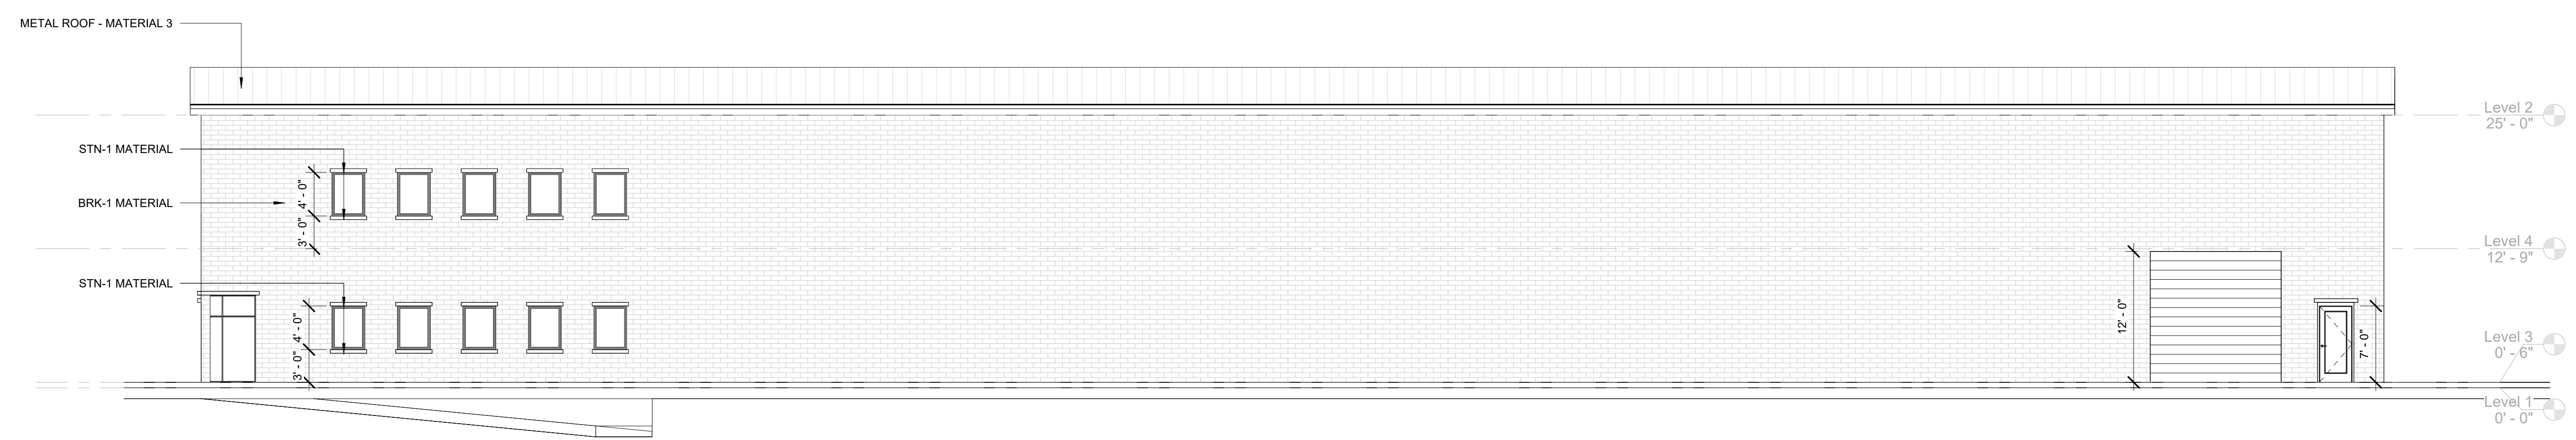 METAL ROOF - MATERIAL 3
Level 2
25' - 0"
STN-1 MATERIAL
4' - 0"
BRK-1 MATERIAL
3' - 0"
Level 4
12' - 9"
STN-1 MATERIAL
4' - 0"
3' - 0"
12' - 0"
7' - 0"
Level 3
0' - 6"
Level 1
0' - 0"